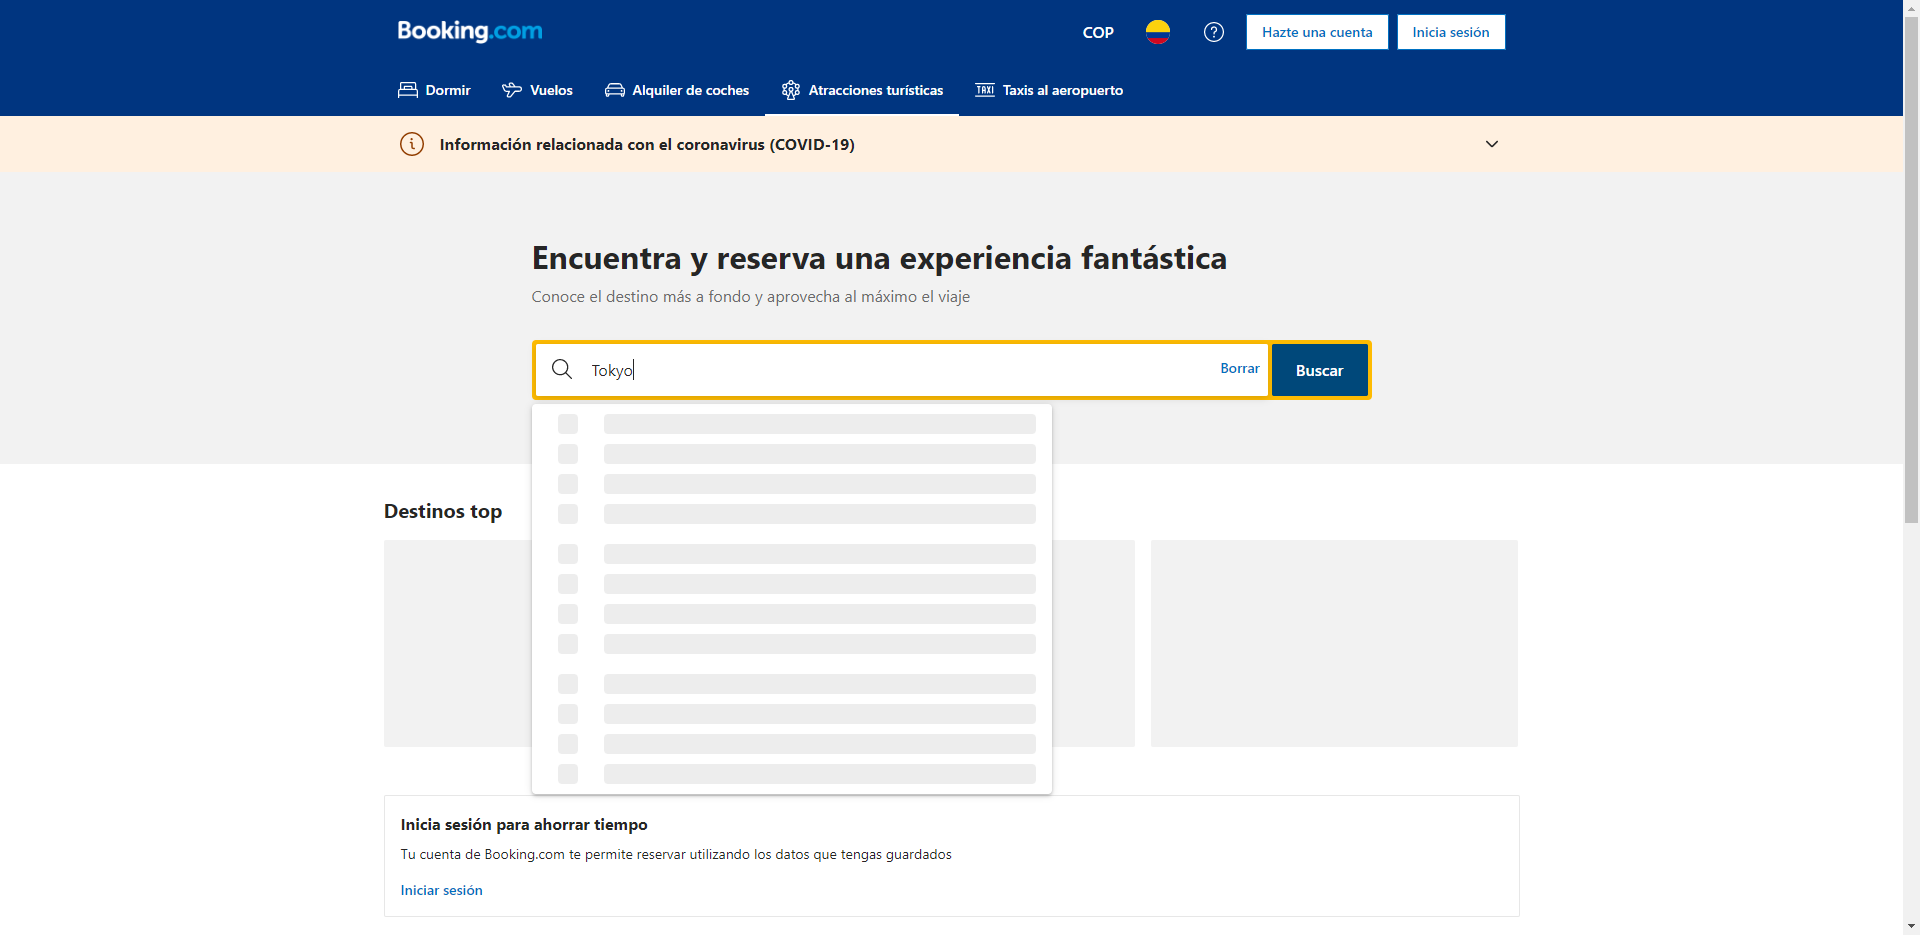 Booking.com
COP
Hazte una cuenta
Inicia sesión
Dormir
Vuelos
Alquiler de coches
Atracciones turísticas
TAXI
Taxis al aeropuerto
Información relacionada con el coronavirus (COVID-19)
Encuentra y reserva una experiencia fantástica
Conoce el destino más a fondo y aprovecha al máximo el viaje
Tokyo
Borrar
Buscar
Destinos top
Inicia sesión para ahorrar tiempo
Tu cuenta de Booking.com te permite reservar utilizando los datos que tengas guardados
Iniciar sesión